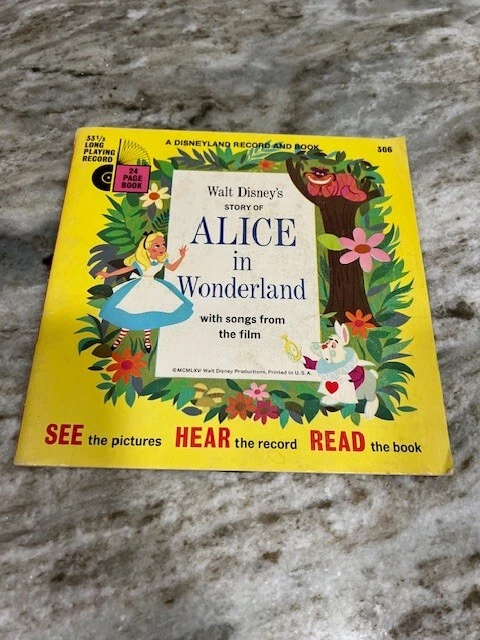 33 1/3
LONG
PLAYING
RECORD
24
PAGE
BOOK
A DISNEYLAND RECORD AND BOOK
306
Walt Disney's
STORY OF
ALICE
in
Wonderland
with songs from
the film
©MCMLXV Walt Disney Productions, Printed in U.S.A.
SEE the pictures HEAR the record READ the book